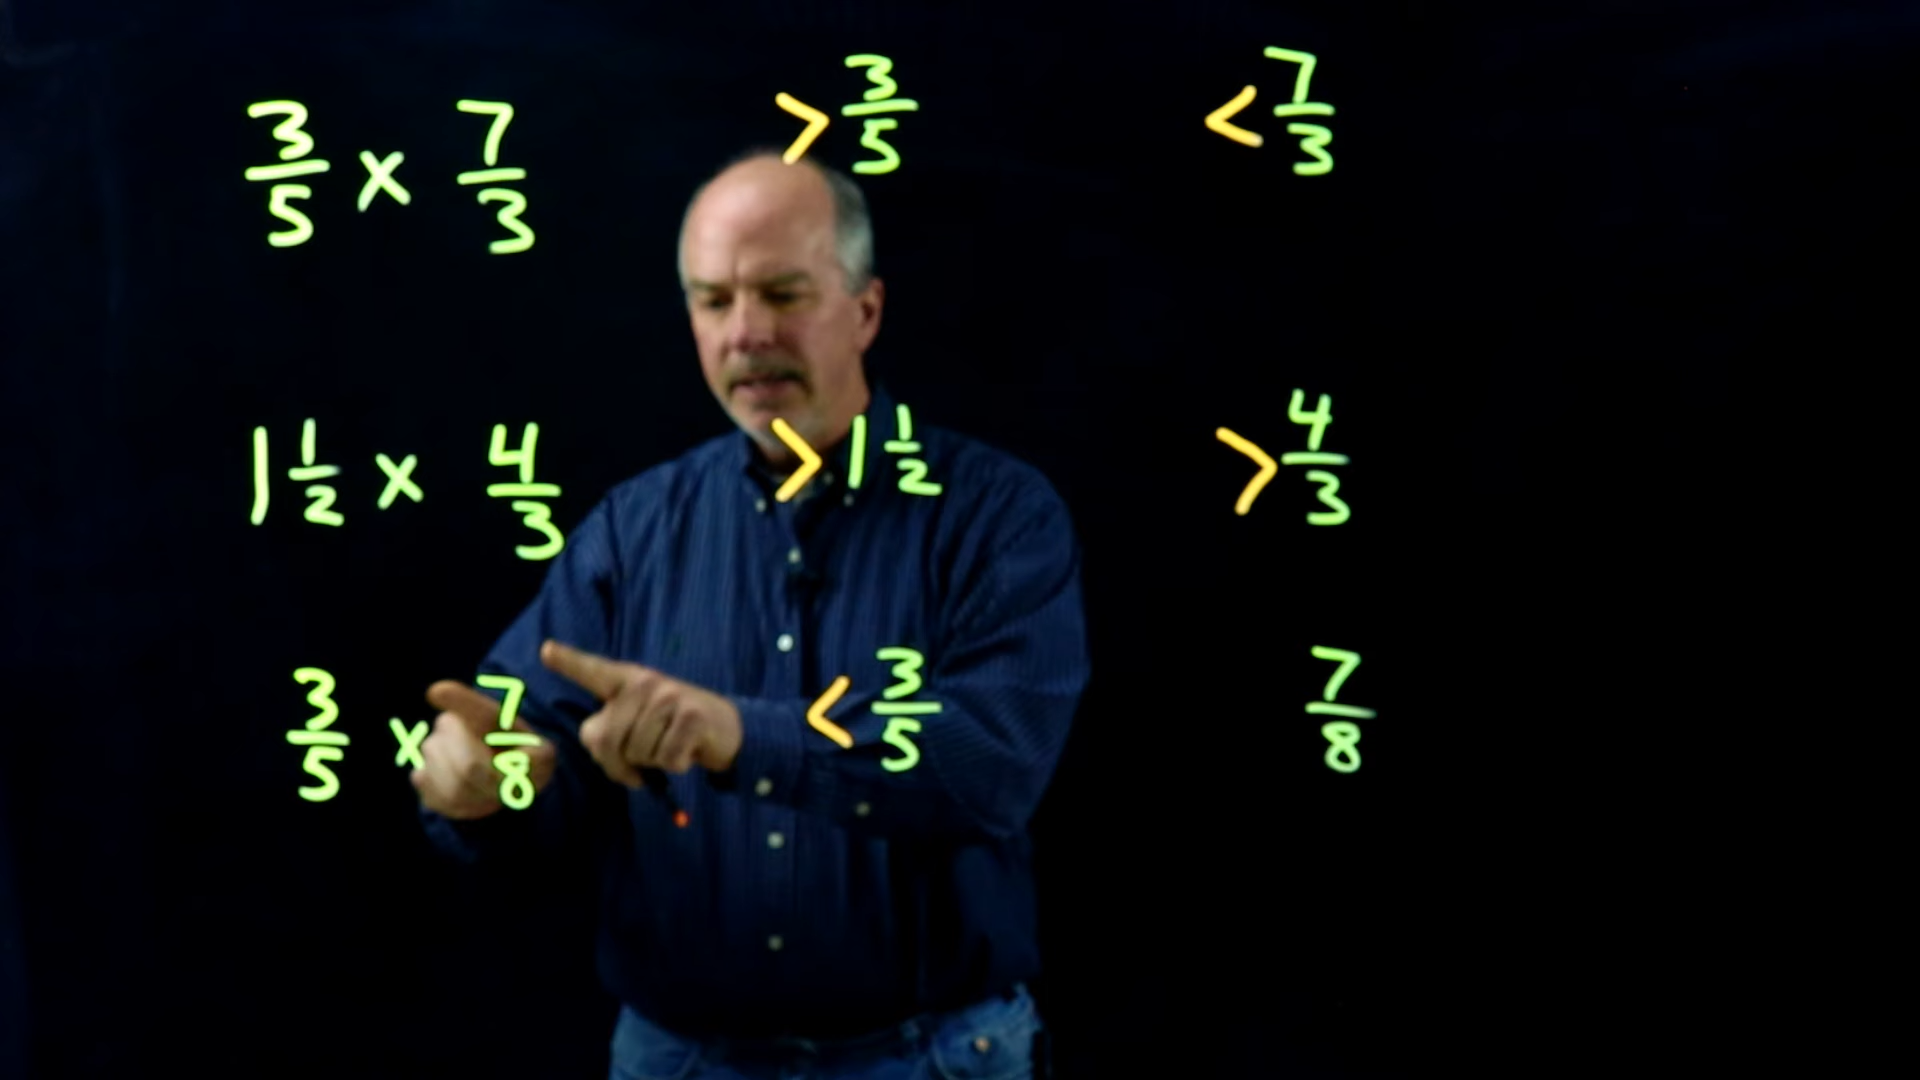 3/5 x 7/3 > 3/5 < 7/3
1 1/2 x 4/3 > 1 1/2 > 4/3
3/5 x 7/8 < 3/5 7/8